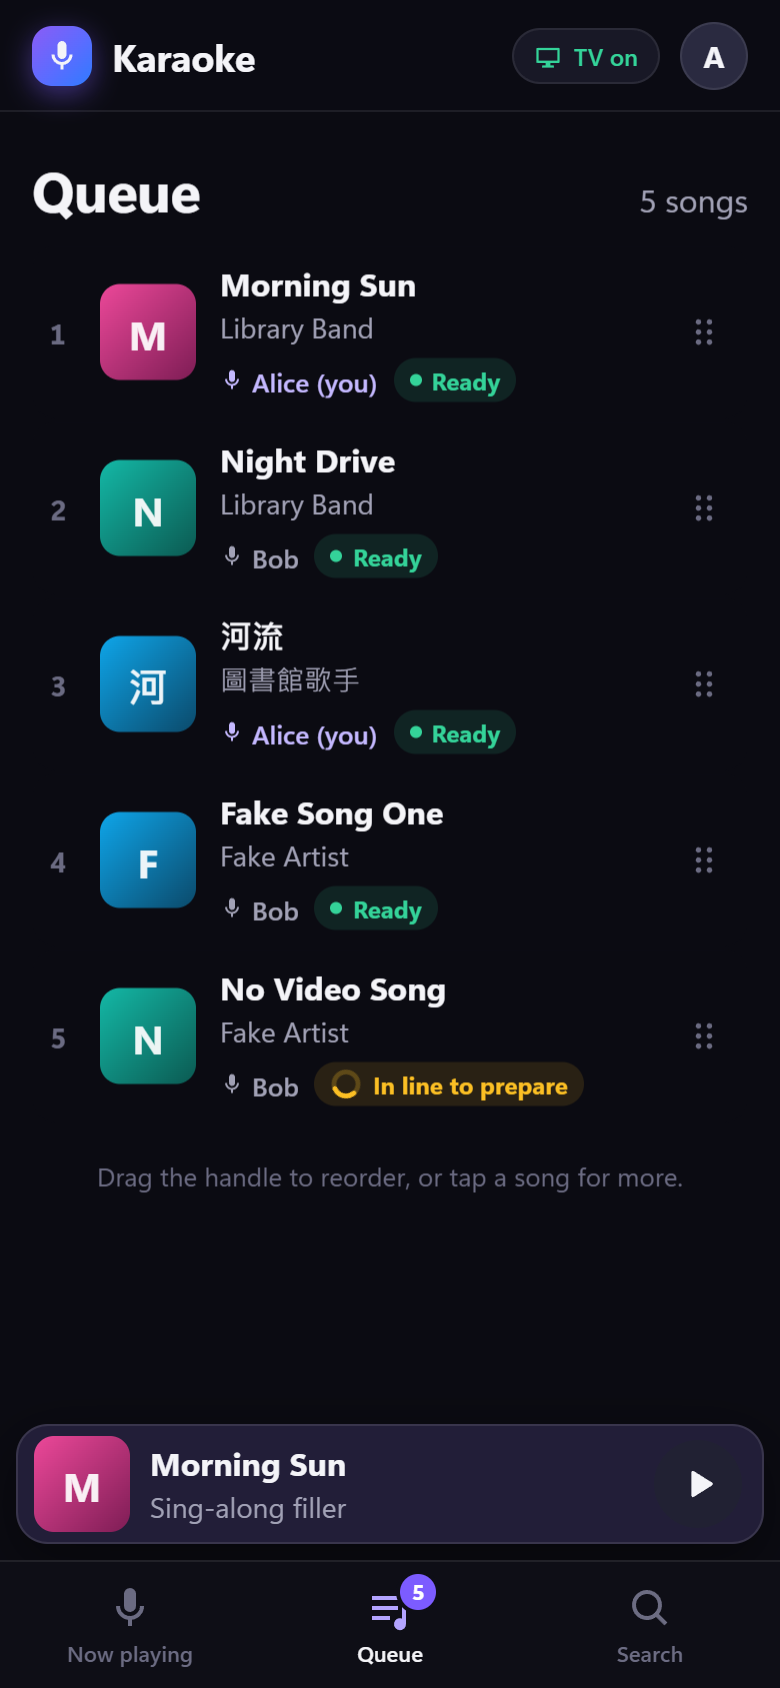 Karaoke
TV on
A
Queue
5 songs
1
M
Morning Sun
Library Band
Alice (you)
Ready
2
N
Night Drive
Library Band
Bob
Ready
3
河
河流
圖書館歌手
Alice (you)
Ready
4
F
Fake Song One
Fake Artist
Bob
Ready
5
N
No Video Song
Fake Artist
Bob
In line to prepare
Drag the handle to reorder, or tap a song for more.
M
Morning Sun
Sing-along filler
5
Now playing
Queue
Search